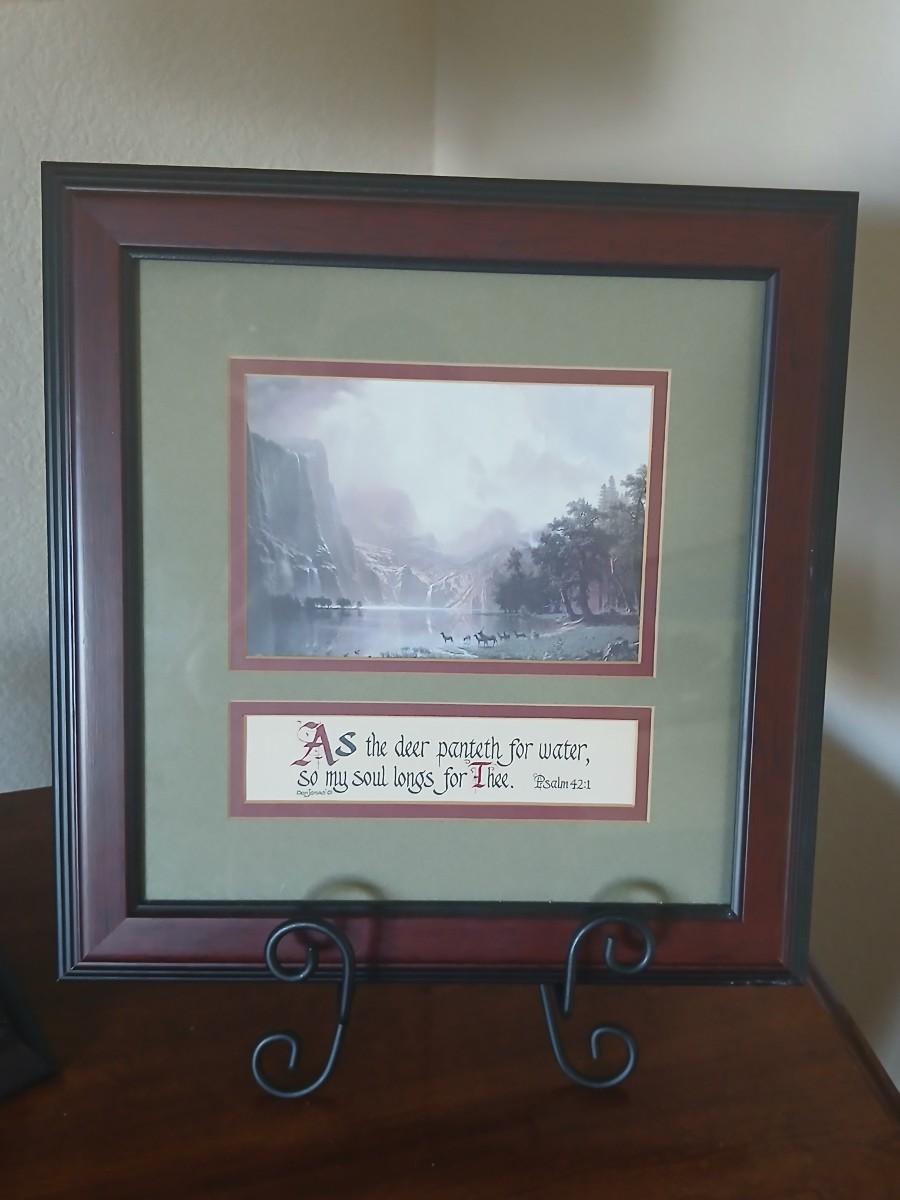 As the deer panteth for water,
so my soul longs for Thee. Psalm 42:1